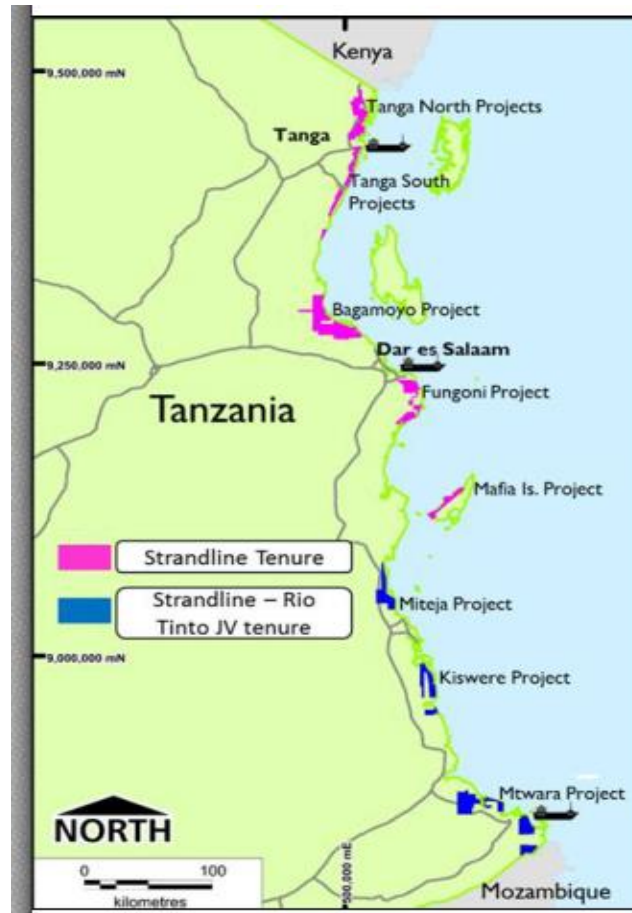 Kenya
9,500,000 mN
Tanga North Projects
Tanga
Tanga South
Projects
Bagamoyo Project
Dar es Salaam
9,250,000 mN
Fungoni Project
Tanzania
Mafia Is. Project
Strandline Tenure
Strandline – Rio
Tinto JV tenure
Miteja Project
9,000,000 mN
Kiswere Project
Mtwara Project
NORTH
0 100
kilometres
500,000 mE
Mozambique